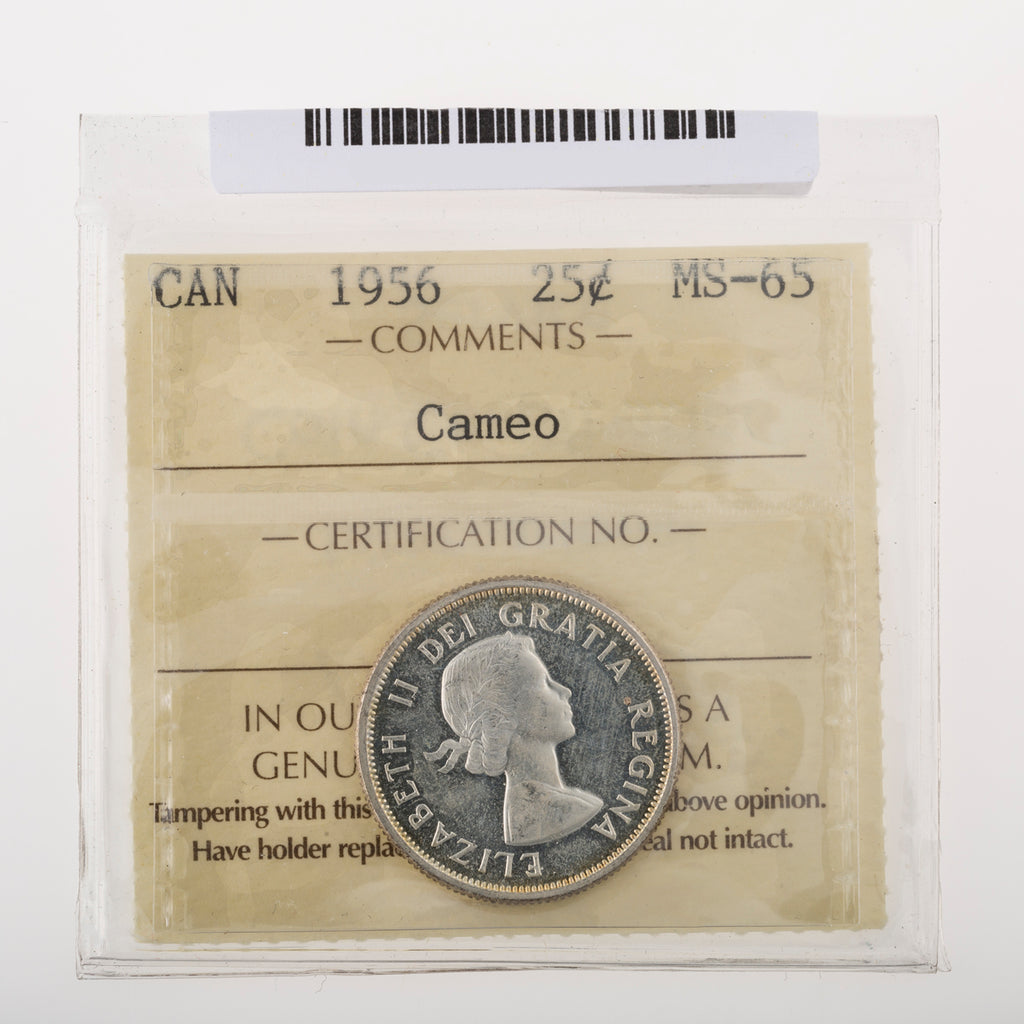 CAN 1956 25¢ MS-65
— COMMENTS —
Cameo
— CERTIFICATION NO. —
ELIZABETH II DEI GRATIA REGINA
IN OU S A
GENU M.
Tampering with this above opinion.
Have holder repla eal not intact.